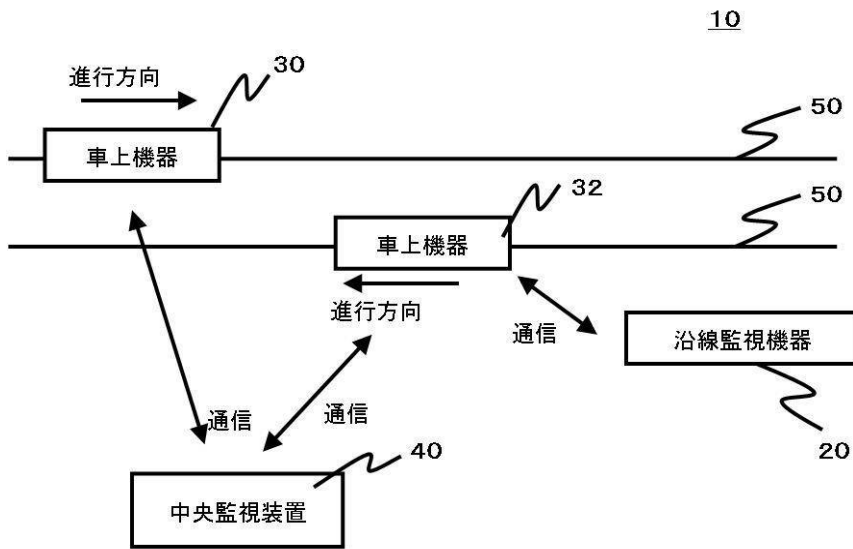 10
進行方向
30
車上機器
50
32
50
車上機器
進行方向
通信
沿線監視機器
通信
通信
40
20
中央監視装置